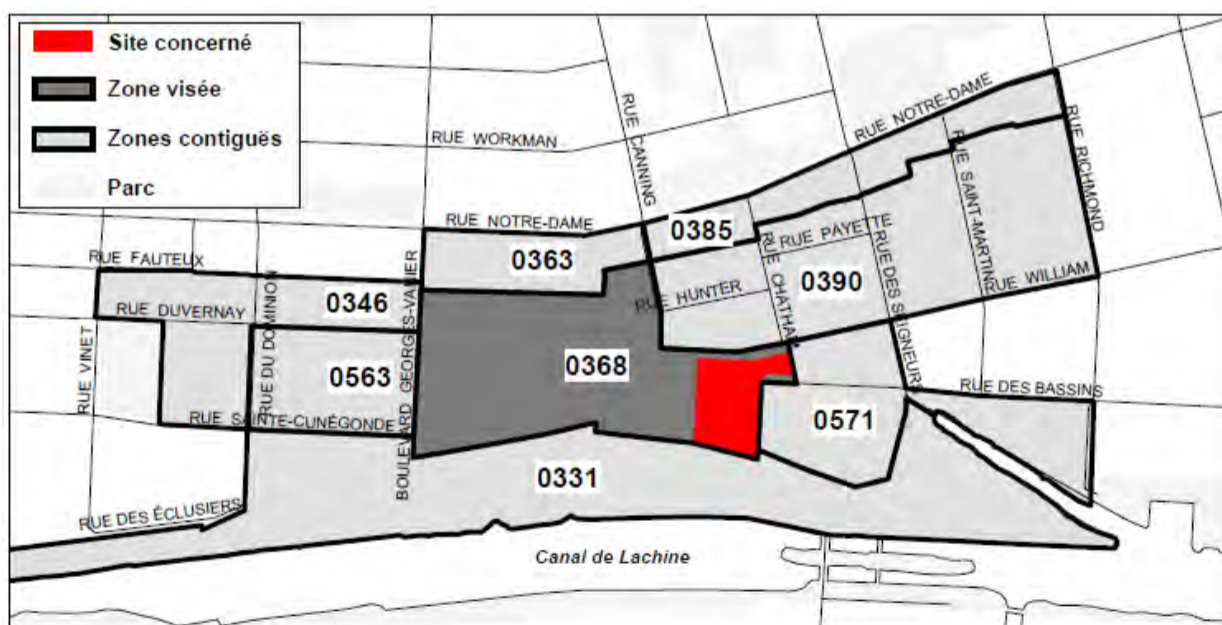 Site concerné
Zone visée
Zones contiguës
Parc
RUE WORKMAN
RUE CANNING
RUE NOTRE-DAME
RUE RICHMOND
RUE SAINT-MARTIN
RUE NOTRE-DAME
0385
RUE PAYETTE
RUE FAUTEUX
0363
RUE CHATHAM
0390
RUE DES SEIGNEURS
RUE WILLIAM
RUE HUNTER
RUE DUVERNAY
0346
RUE VINET
RUE DU DOMINION
BOULEVARD GEORGES-VANIER
0563
0368
RUE DES BASSINS
RUE SAINTE-CUNÉGONDE
0571
0331
RUE DES ÉCLUSIERS
Canal de Lachine